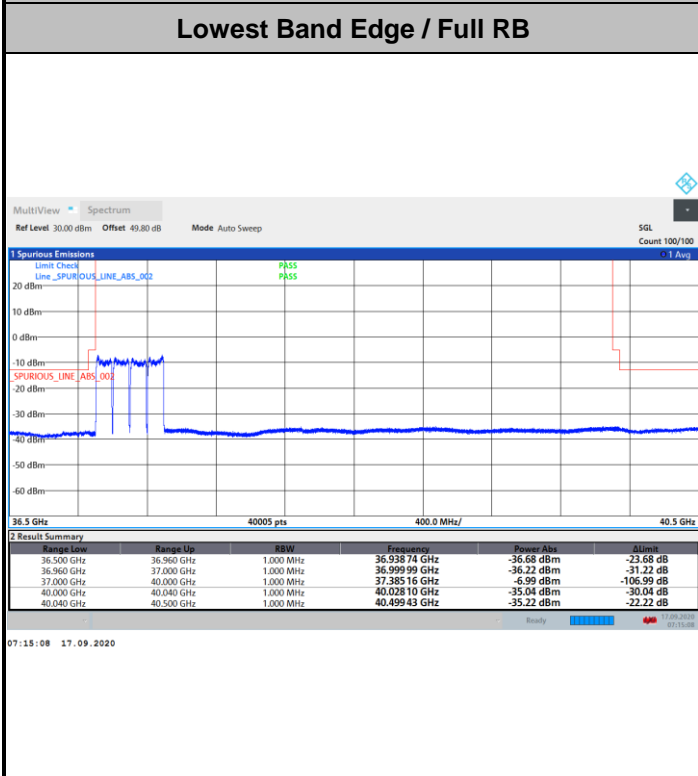 Lowest Band Edge / Full RB
MultiView Spectrum
Ref Level 30.00 dBm Offset 49.80 dB Mode Auto Sweep SGL
Count 100/100
1 Spurious Emissions 1 Avg
Limit Check PASS
Line _SPURIOUS_LINE_ABS_002 PASS
20 dBm
10 dBm
0 dBm
-10 dBm
_SPURIOUS_LINE_ABS_002
-20 dBm
-30 dBm
-40 dBm
-50 dBm
-60 dBm
36.5 GHz 40005 pts 400.0 MHz/ 40.5 GHz
2 Result Summary
Range Low Range Up RBW Frequency Power Abs ΔLimit
36.500 GHz 36.960 GHz 1.000 MHz 36.938 74 GHz -36.68 dBm -23.68 dB
36.960 GHz 37.000 GHz 1.000 MHz 36.999 99 GHz -36.22 dBm -31.22 dB
37.000 GHz 40.000 GHz 1.000 MHz 37.385 16 GHz -6.99 dBm -106.99 dB
40.000 GHz 40.040 GHz 1.000 MHz 40.028 10 GHz -35.04 dBm -30.04 dB
40.040 GHz 40.500 GHz 1.000 MHz 40.499 43 GHz -35.22 dBm -22.22 dB
Ready 17.09.2020
07:15:08
07:15:08 17.09.2020